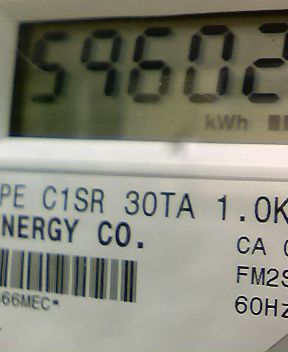 59602
kWh
PE C1SR 30TA 1.0K
NERGY CO.
CA
FM2S
66MEC*
60Hz